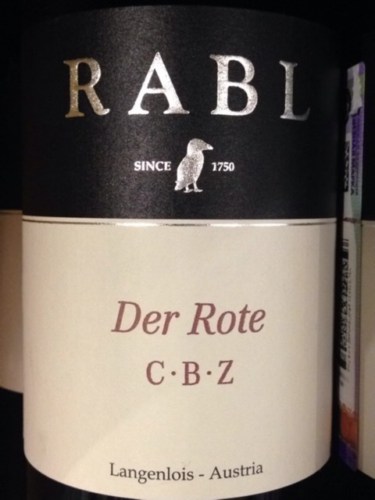 RABL
SINCE 1750
Der Rote
C·B·Z
Langenlois - Austria